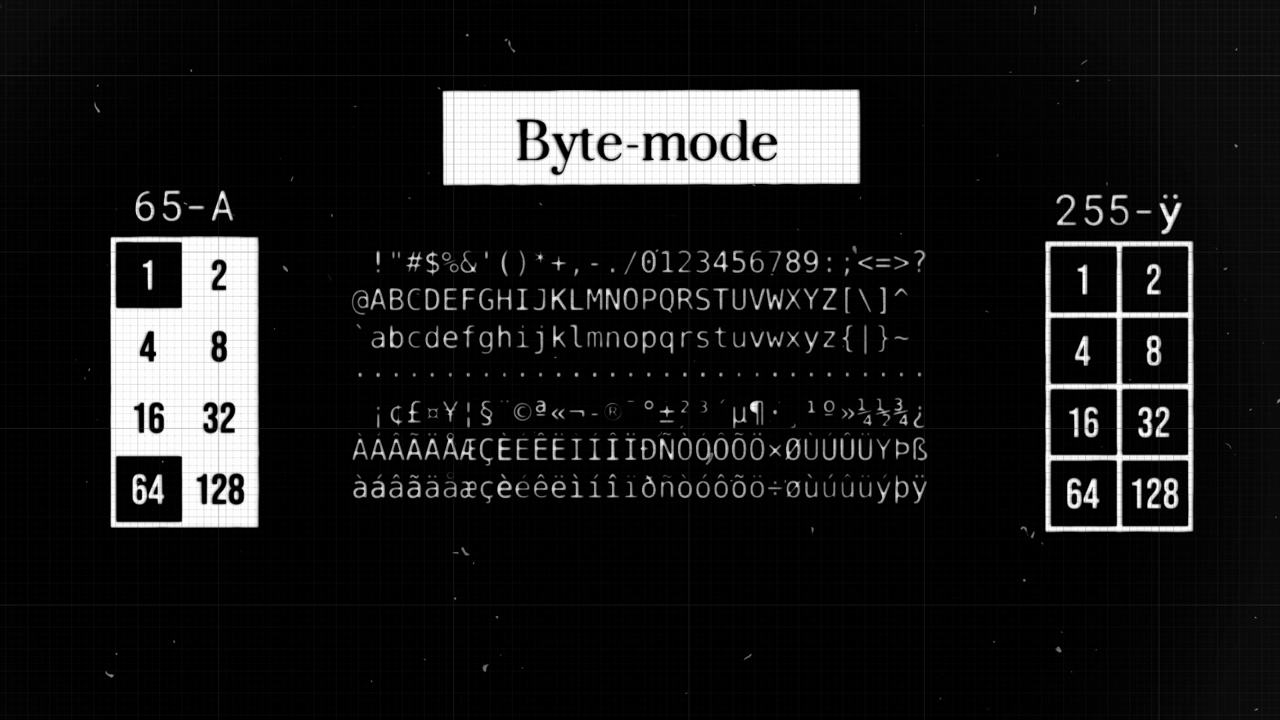 Byte-mode
65-A
1 2
4 8
16 32
64 128
!"#$%&'()*+,-./0123456789:;<=>?
@ABCDEFGHIJKLMNOPQRSTUVWXYZ[\]^
`abcdefghijklmnopqrstuvwxyz{|}~
. . . . . . . . . . . . . . . . . . . . . . . . . . . . . . .
¡¢£¤¥¦§¨©ª«¬-®¯°±²³´µ¶·¸¹º»¼½¾¿
ÀÁÂÃÄÅÆÇÈÉÊËÌÍÎÏÐÑÒÓÔÕÖ×ØÙÚÛÜÝÞß
àáâãäåæçèéêëìíîïðñòóôõö÷øùúûüýþÿ
255-ÿ
1 2
4 8
16 32
64 128